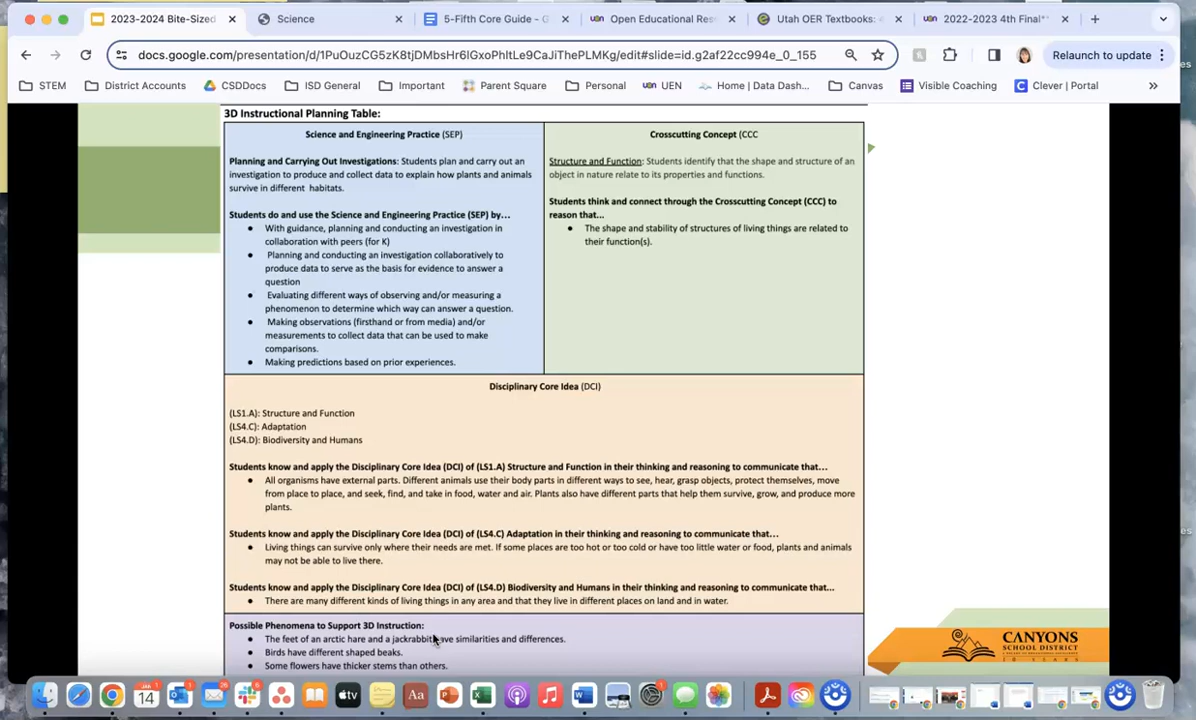 2023-2024 Bite-Sized
Science
5-Fifth Core Guide - G
Open Educational Res
Utah OER Textbooks:
2022-2023 4th Final**
docs.google.com/presentation/d/1PuOuzCG5zK8tjDMbsHr6lGxoPhltLe9CaJiThePLMKg/edit#slide=id.g2af22cc994e_0_155
Relaunch to update
STEM
District Accounts
CSDDocs
ISD General
Important
Parent Square
Personal
UEN
Home | Data Dash...
Canvas
Visible Coaching
Clever | Portal
3D Instructional Planning Table:
Science and Engineering Practice (SEP)
Planning and Carrying Out Investigations: Students plan and carry out an
investigation to produce and collect data to explain how plants and animals
survive in different habitats.
Students do and use the Science and Engineering Practice (SEP) by...
• With guidance, planning and conducting an investigation in
collaboration with peers (for K)
• Planning and conducting an investigation collaboratively to
produce data to serve as the basis for evidence to answer a
question
• Evaluating different ways of observing and/or measuring a
phenomenon to determine which way can answer a question.
• Making observations (firsthand or from media) and/or
measurements to collect data that can be used to make
comparisons.
• Making predictions based on prior experiences.
Crosscutting Concept (CCC
Structure and Function: Students identify that the shape and structure of an
object in nature relate to its properties and functions.
Students think and connect through the Crosscutting Concept (CCC) to
reason that...
• The shape and stability of structures of living things are related to
their function(s).
Disciplinary Core Idea (DCI)
(LS1.A): Structure and Function
(LS4.C): Adaptation
(LS4.D): Biodiversity and Humans
Students know and apply the Disciplinary Core Idea (DCI) of (LS1.A) Structure and Function in their thinking and reasoning to communicate that...
• All organisms have external parts. Different animals use their body parts in different ways to see, hear, grasp objects, protect themselves, move
from place to place, and seek, find, and take in food, water and air. Plants also have different parts that help them survive, grow, and produce more
plants.
Students know and apply the Disciplinary Core Idea (DCI) of (LS4.C) Adaptation in their thinking and reasoning to communicate that...
• Living things can survive only where their needs are met. If some places are too hot or too cold or have too little water or food, plants and animals
may not be able to live there.
Students know and apply the Disciplinary Core Idea (DCI) of (LS4.D) Biodiversity and Humans in their thinking and reasoning to communicate that...
• There are many different kinds of living things in any area and that they live in different places on land and in water.
Possible Phenomena to Support 3D Instruction:
• The feet of an arctic hare and a jackrabbit have similarities and differences.
• Birds have different shaped beaks.
• Some flowers have thicker stems than others.
CANYONS
SCHOOL DISTRICT
JAN
14
tv
Aa